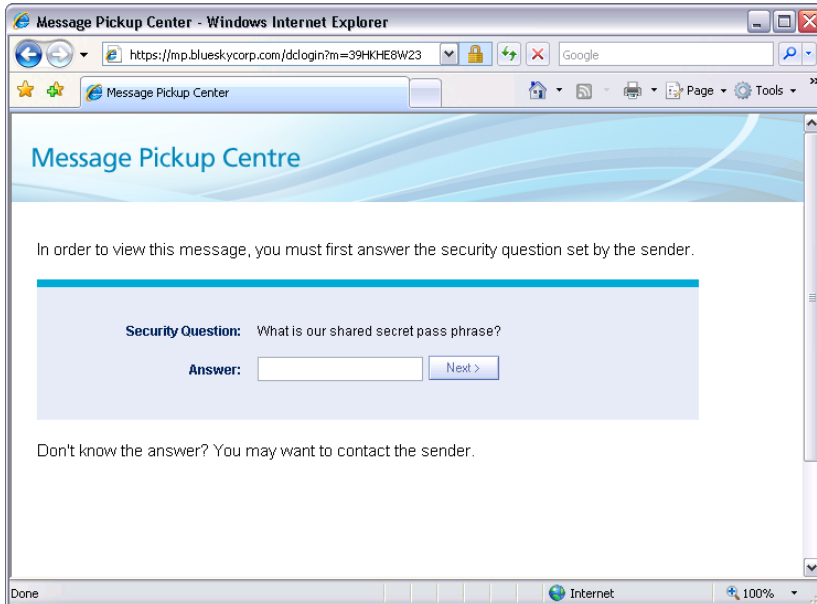 Message Pickup Center - Windows Internet Explorer
https://mp.blueskycorp.com/dclogin?m=39HKHE8W23
Google
Message Pickup Center
Page
Tools
»
Message Pickup Centre
In order to view this message, you must first answer the security question set by the sender.
Security Question: What is our shared secret pass phrase?
Answer:
Next >
Don't know the answer? You may want to contact the sender.
Done
Internet
100%